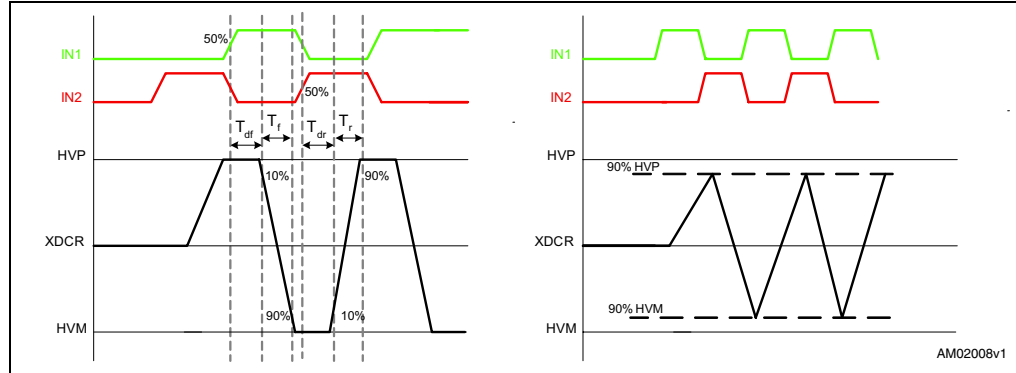 IN1
50%
IN2
50%
Tdf
Tf
Tdr
Tr
HVP
10%
90%
XDCR
90%
10%
HVM
IN1
IN2
HVP
90% HVP
XDCR
90% HVM
HVM
AM02008v1